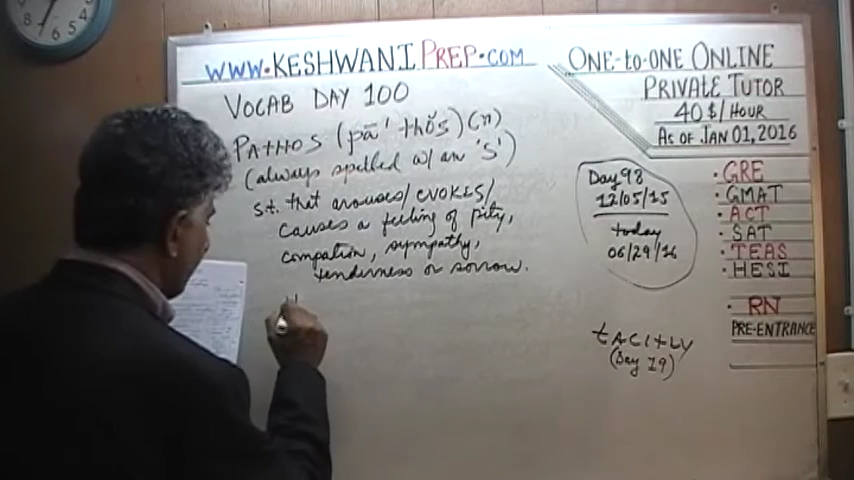 www.KESHWANIPREP.COM
VOCAB DAY 100
PATHOS (pā' thŏs) (n)
(always spelled w/ an 'S')
s.t. that arouses/EVOKES/
causes a feeling of pity,
compation, sympathy,
tenderness or sorrow.
ONE-to-ONE ONLINE
PRIVATE TUTOR
40 $/HOUR
AS OF JAN 01, 2016
Day 98
12/05/15
today
06/29/16
tACItLY
(Day 19)
• GRE
• GMAT
• ACT
• SAT
• TEAS
• HESI
• RN
PRE-ENTRANCE